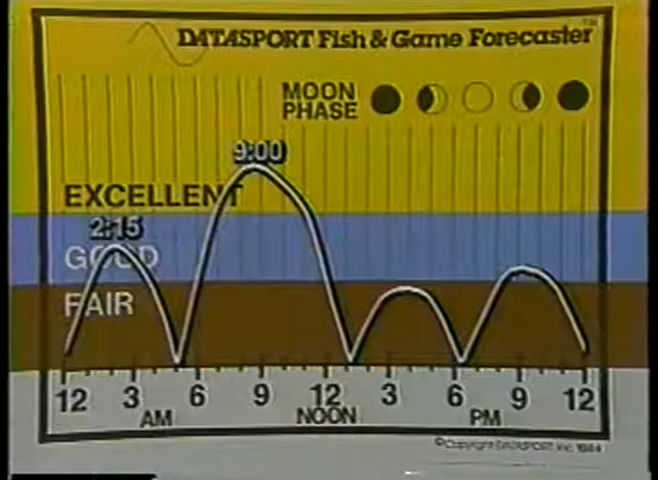 DATASPORT Fish & Game Forecaster™
MOON
PHASE
9:00
EXCELLENT
2:15
GOOD
FAIR
12 3 6 9 12 3 6 9 12
AM NOON PM
©Copyright DATASPORT, Inc. 1984